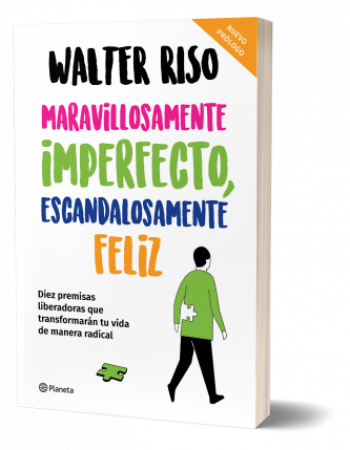 NUEVO
PRÓLOGO
WALTER RISO
MARAVILLOSAMENTE
IMPERFECTO,
ESCANDALOSAMENTE
FELIZ
Diez premisas
liberadoras que
transformarán tu vida
de manera radical
Planeta